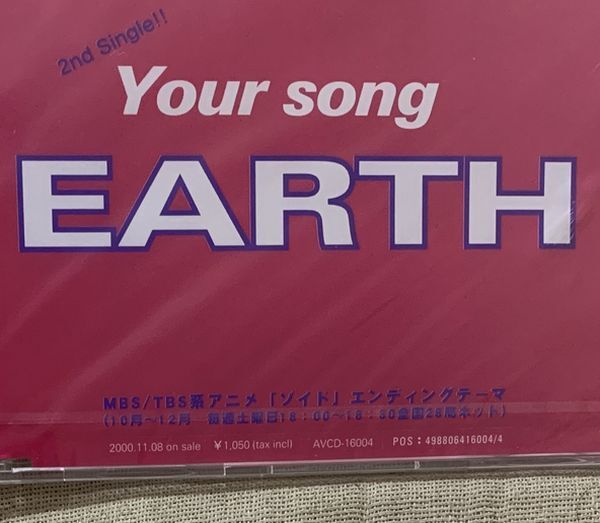 2nd Single!!
Your song
EARTH
MBS/TBS系アニメ「ゾイド」エンディングテーマ
(10月〜12月 毎週土曜日18:00〜18:30全国28局ネット)
2000.11.08 on sale ¥1,050 (tax incl) AVCD-16004 POS:498806416004/4